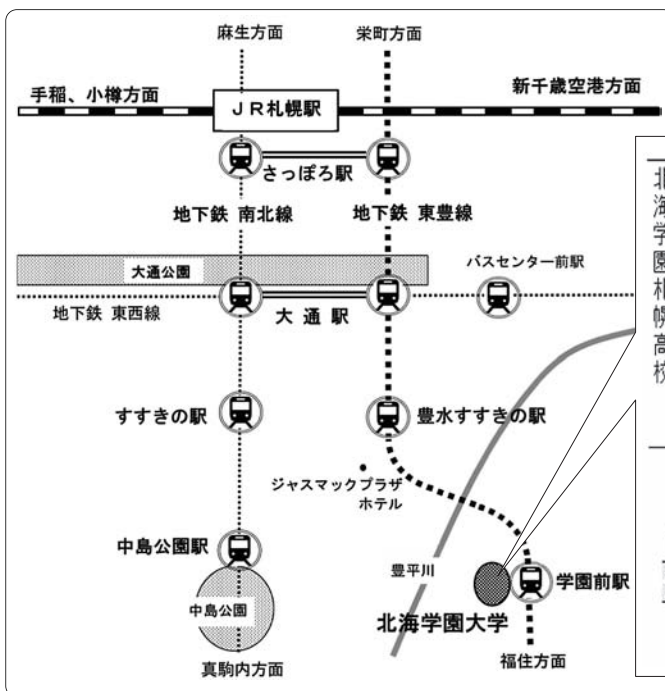 麻生方面
栄町方面
手稲、小樽方面
JR札幌駅
新千歳空港方面
さっぽろ駅
地下鉄 南北線
地下鉄 東豊線
大通公園
バスセンター前駅
地下鉄 東西線
大 通 駅
すすきの駅
豊水すすきの駅
ジャスマックプラザ
ホテル
中島公園駅
豊平川
学園前駅
中島公園
北海学園大学
真駒内方面
福住方面
北海学園札幌高校